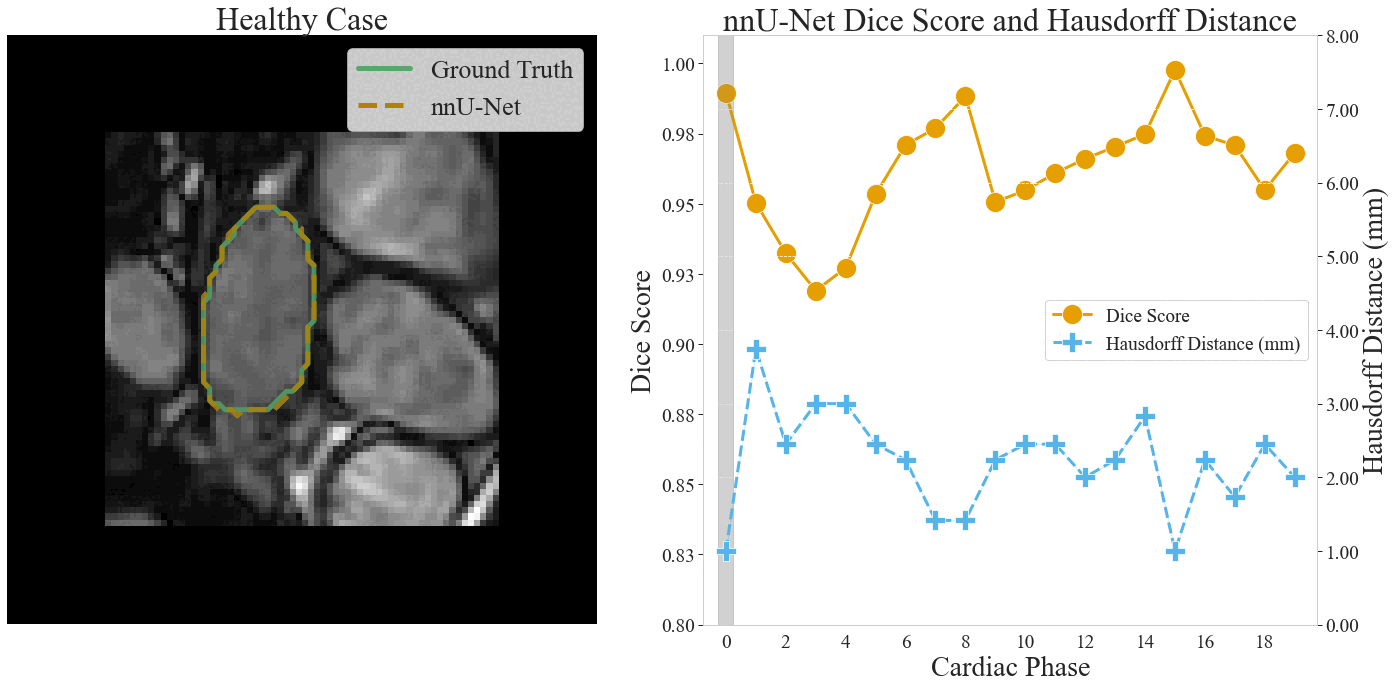 Healthy Case
Ground Truth
nnU-Net
nnU-Net Dice Score and Hausdorff Distance
Dice Score
1.00
0.98
0.95
0.93
0.90
0.88
0.85
0.83
0.80
Dice Score
Hausdorff Distance (mm)
8.00
7.00
6.00
5.00
4.00
3.00
2.00
1.00
0.00
Hausdorff Distance (mm)
0 2 4 6 8 10 12 14 16 18
Cardiac Phase